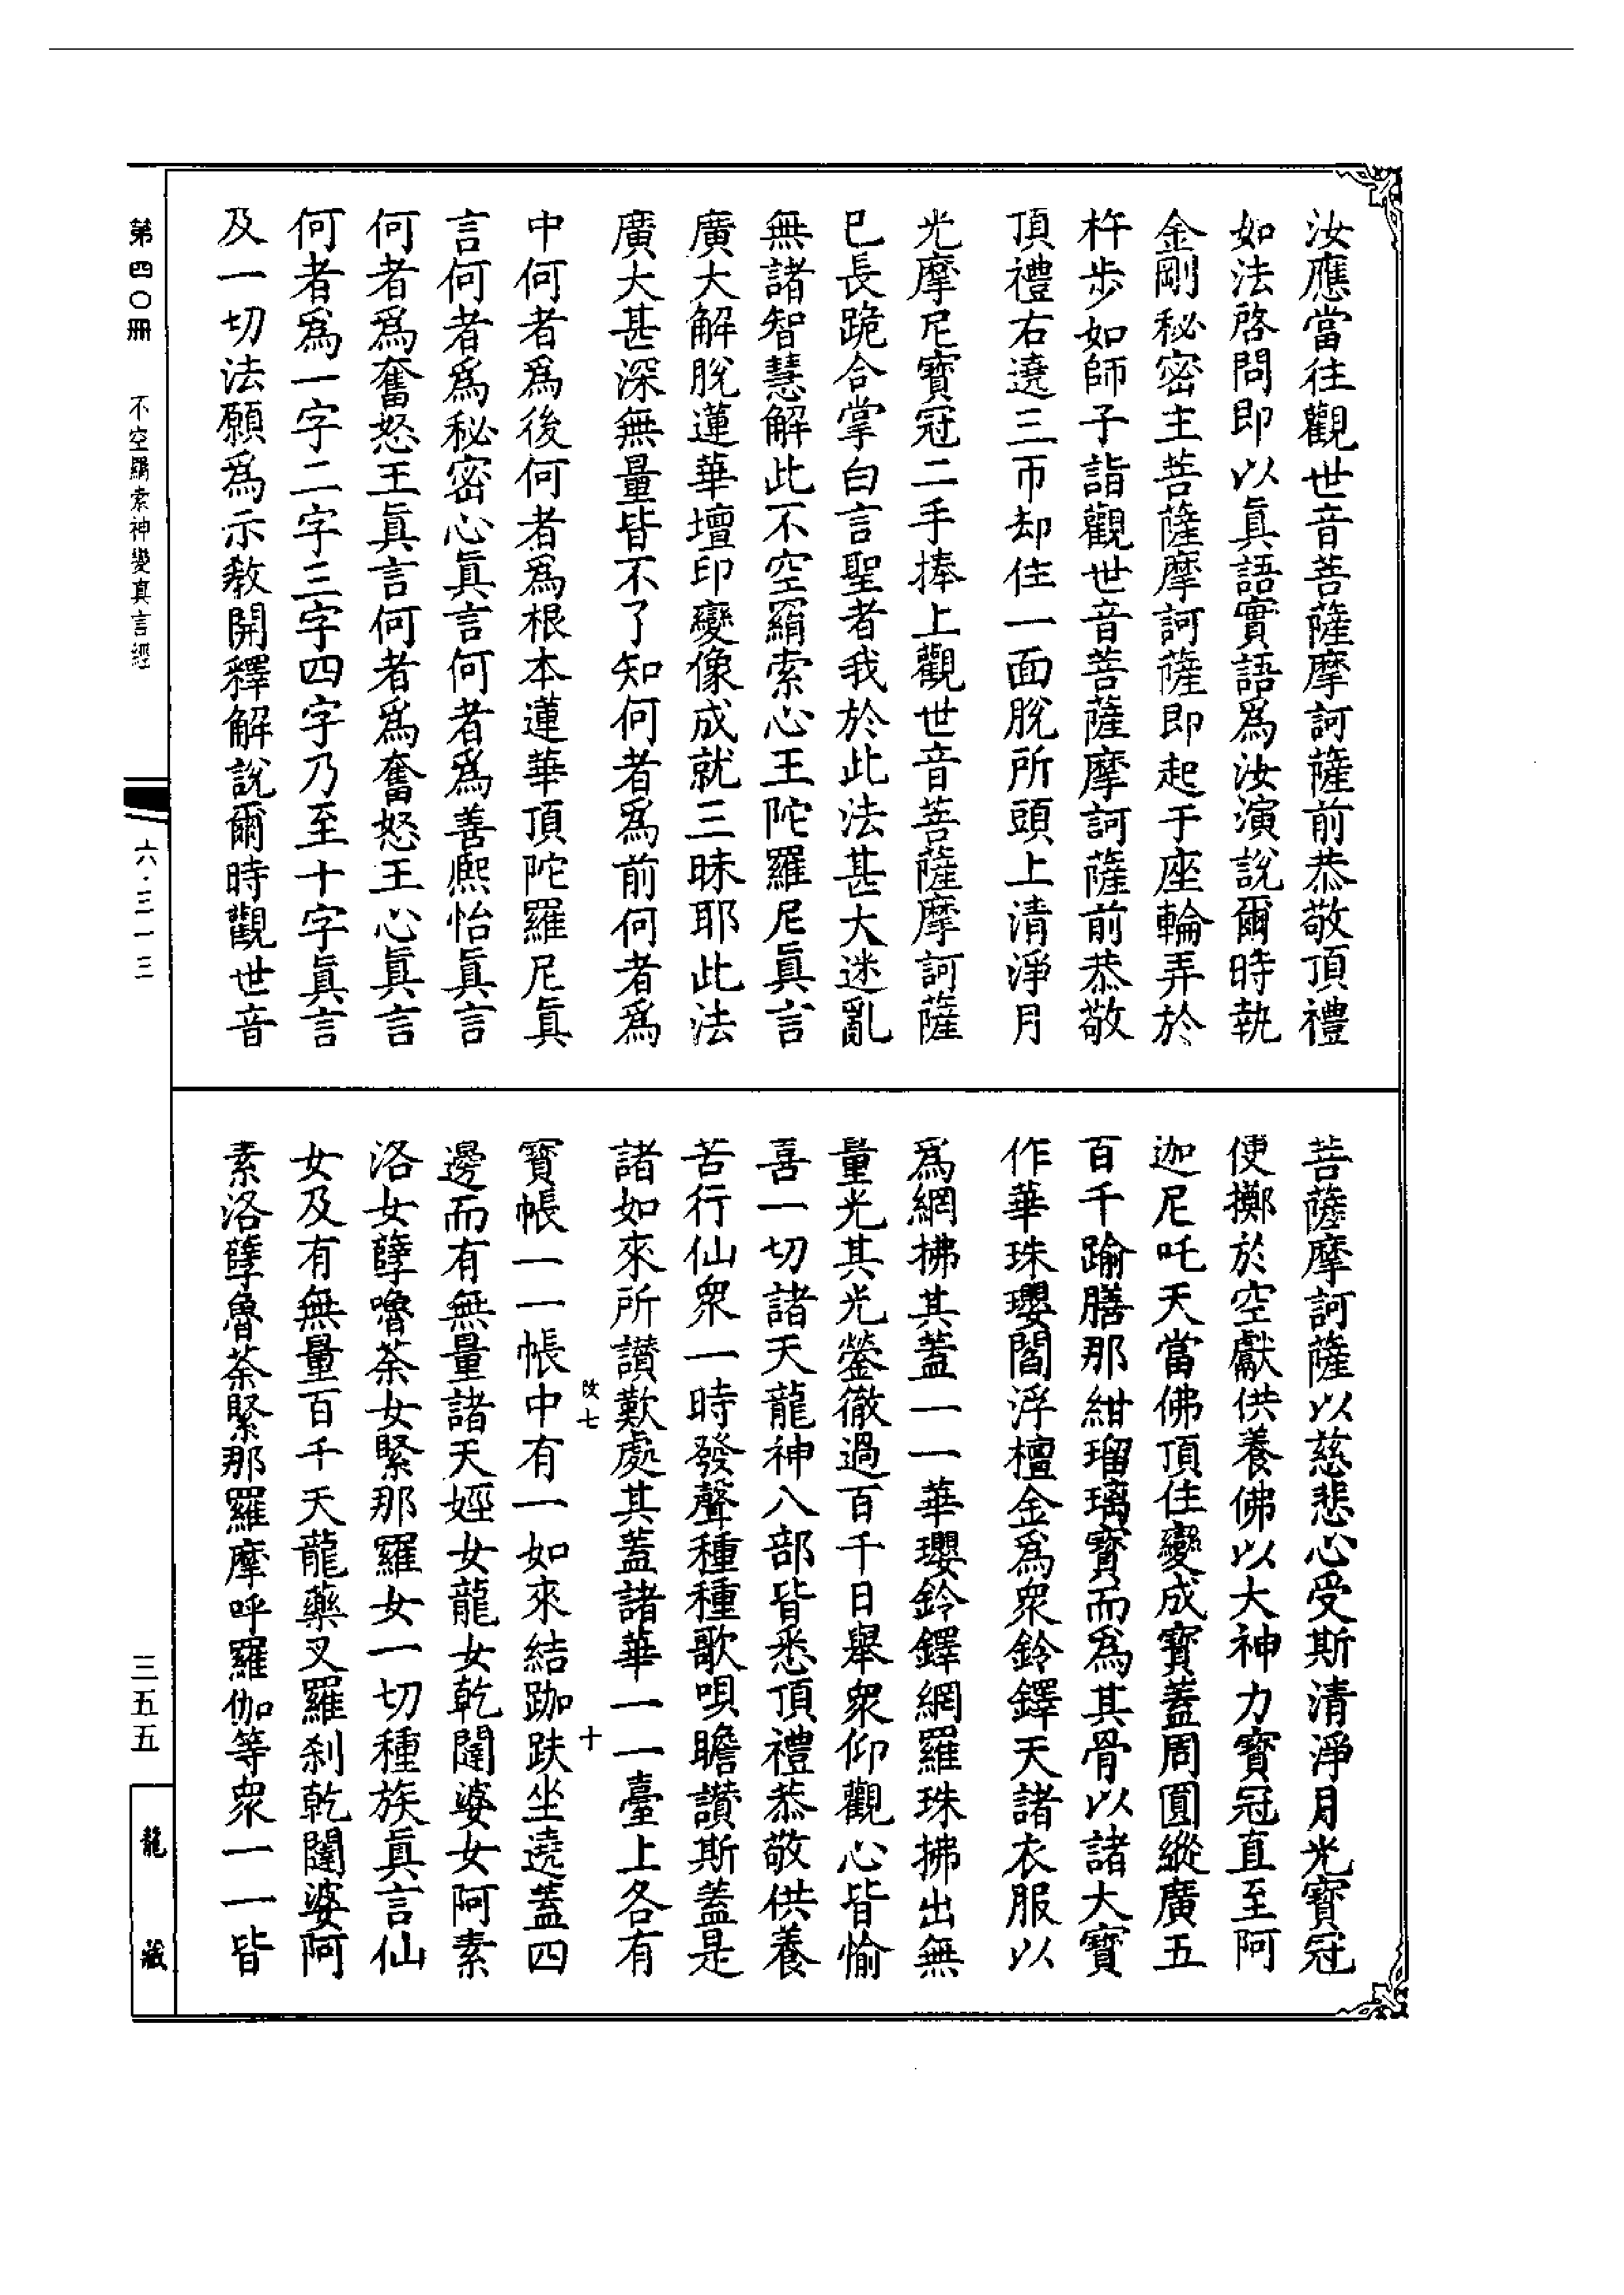 汝應當往觀世音菩薩摩訶薩前恭敬頂禮
如法啓問即以眞語實語爲汝演說爾時執
金剛秘密主菩薩摩訶薩即起于座輪弄於
杵步如師子詣觀世音菩薩摩訶薩前恭敬
頂禮右遶三帀却住一面脫所頭上清淨月
光摩尼寶冠二手捧上觀世音菩薩摩訶薩
已長跪合掌白言聖者我於此法甚大迷亂
無諸智慧解此不空羂索心王陀羅尼眞言
廣大解脫蓮華壇印變像成就三昧耶此法
廣大甚深無量皆不了知何者爲前何者爲
中何者爲後何者爲根本蓮華頂陀羅尼眞
言何者爲秘密心眞言何者爲善熙怡眞言
何者爲奮怒王眞言何者爲奮怒王心眞言
何者爲一字二字三字四字乃至十字眞言
及一切法願爲示教開釋解說爾時觀世音
菩薩摩訶薩以慈悲心受斯清淨月光寶冠
便擲於空獻供養佛以大神力寶冠直至阿
迦尼吒天當佛頂住變成寶蓋周圓縱廣五
百千踰膳那紺瑠璃寶而爲其骨以諸大寶
作華珠瓔閻浮檀金爲衆鈴鐸天諸衣服以
爲網拂其蓋一一華瓔鈴鐸網羅珠拂出無
量光其光鎣徹過百千日舉衆仰觀心皆愉
喜一切諸天龍神八部皆悉頂禮恭敬供養
苦行仙衆一時發聲種種歌唄瞻讚斯蓋是
諸如來所讚歎處其蓋諸華一一臺上各有
寶帳一一帳中有一如來結跏趺坐遶蓋四
邊而有無量諸天婬女龍女乾闥婆女阿素
洛女孽嚕荼女緊那羅女一切種族眞言仙
女及有無量百千天龍藥叉羅刹乾闥婆阿
素洛孽魯荼緊那羅摩呼羅伽等衆一一皆
改七
十
第四〇冊 不空羂索神變真言經
六·三一三
三五五
龍藏